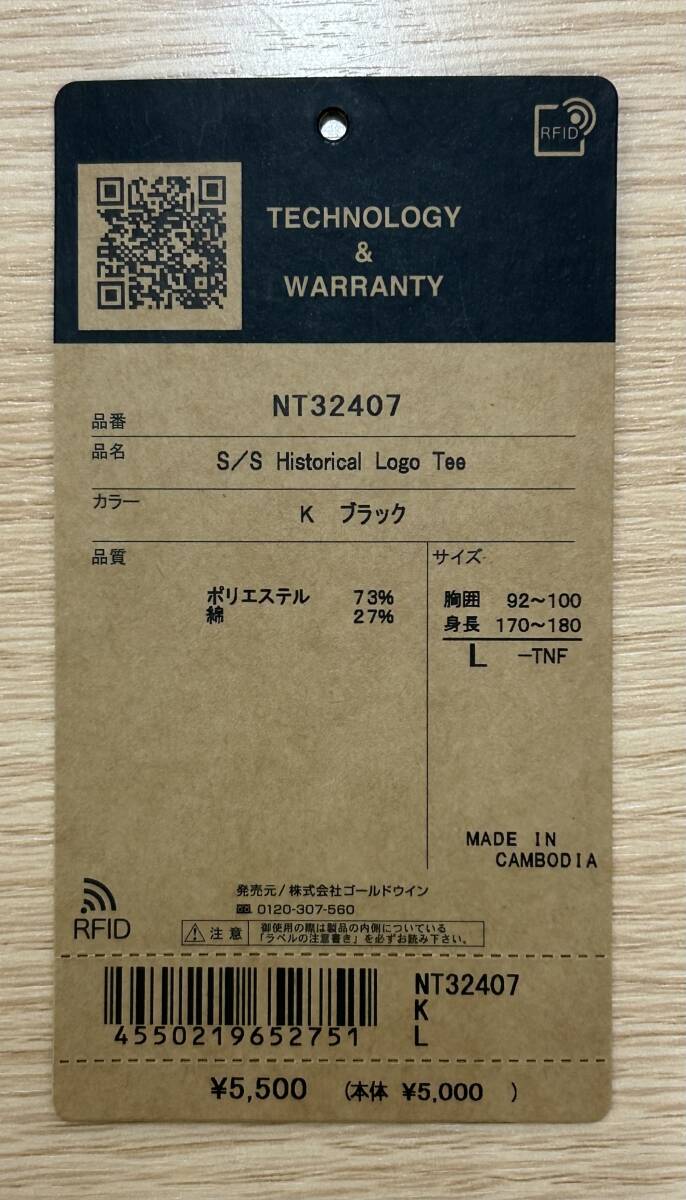 RFID
TECHNOLOGY
&
WARRANTY
品番 NT32407
品名 S/S Historical Logo Tee
カラー K ブラック
品質
ポリエステル 73%
綿 27%
サイズ
胸囲 92~100
身長 170~180
L -TNF
MADE IN
CAMBODIA
RFID
発売元/株式会社ゴールドウイン
0120-307-560
注意 御使用の際は製品の内側についている
「ラベルの注意書き」を必ずお読み下さい。
4550219652751
NT32407
K
L
¥5,500 (本体 ¥5,000 )